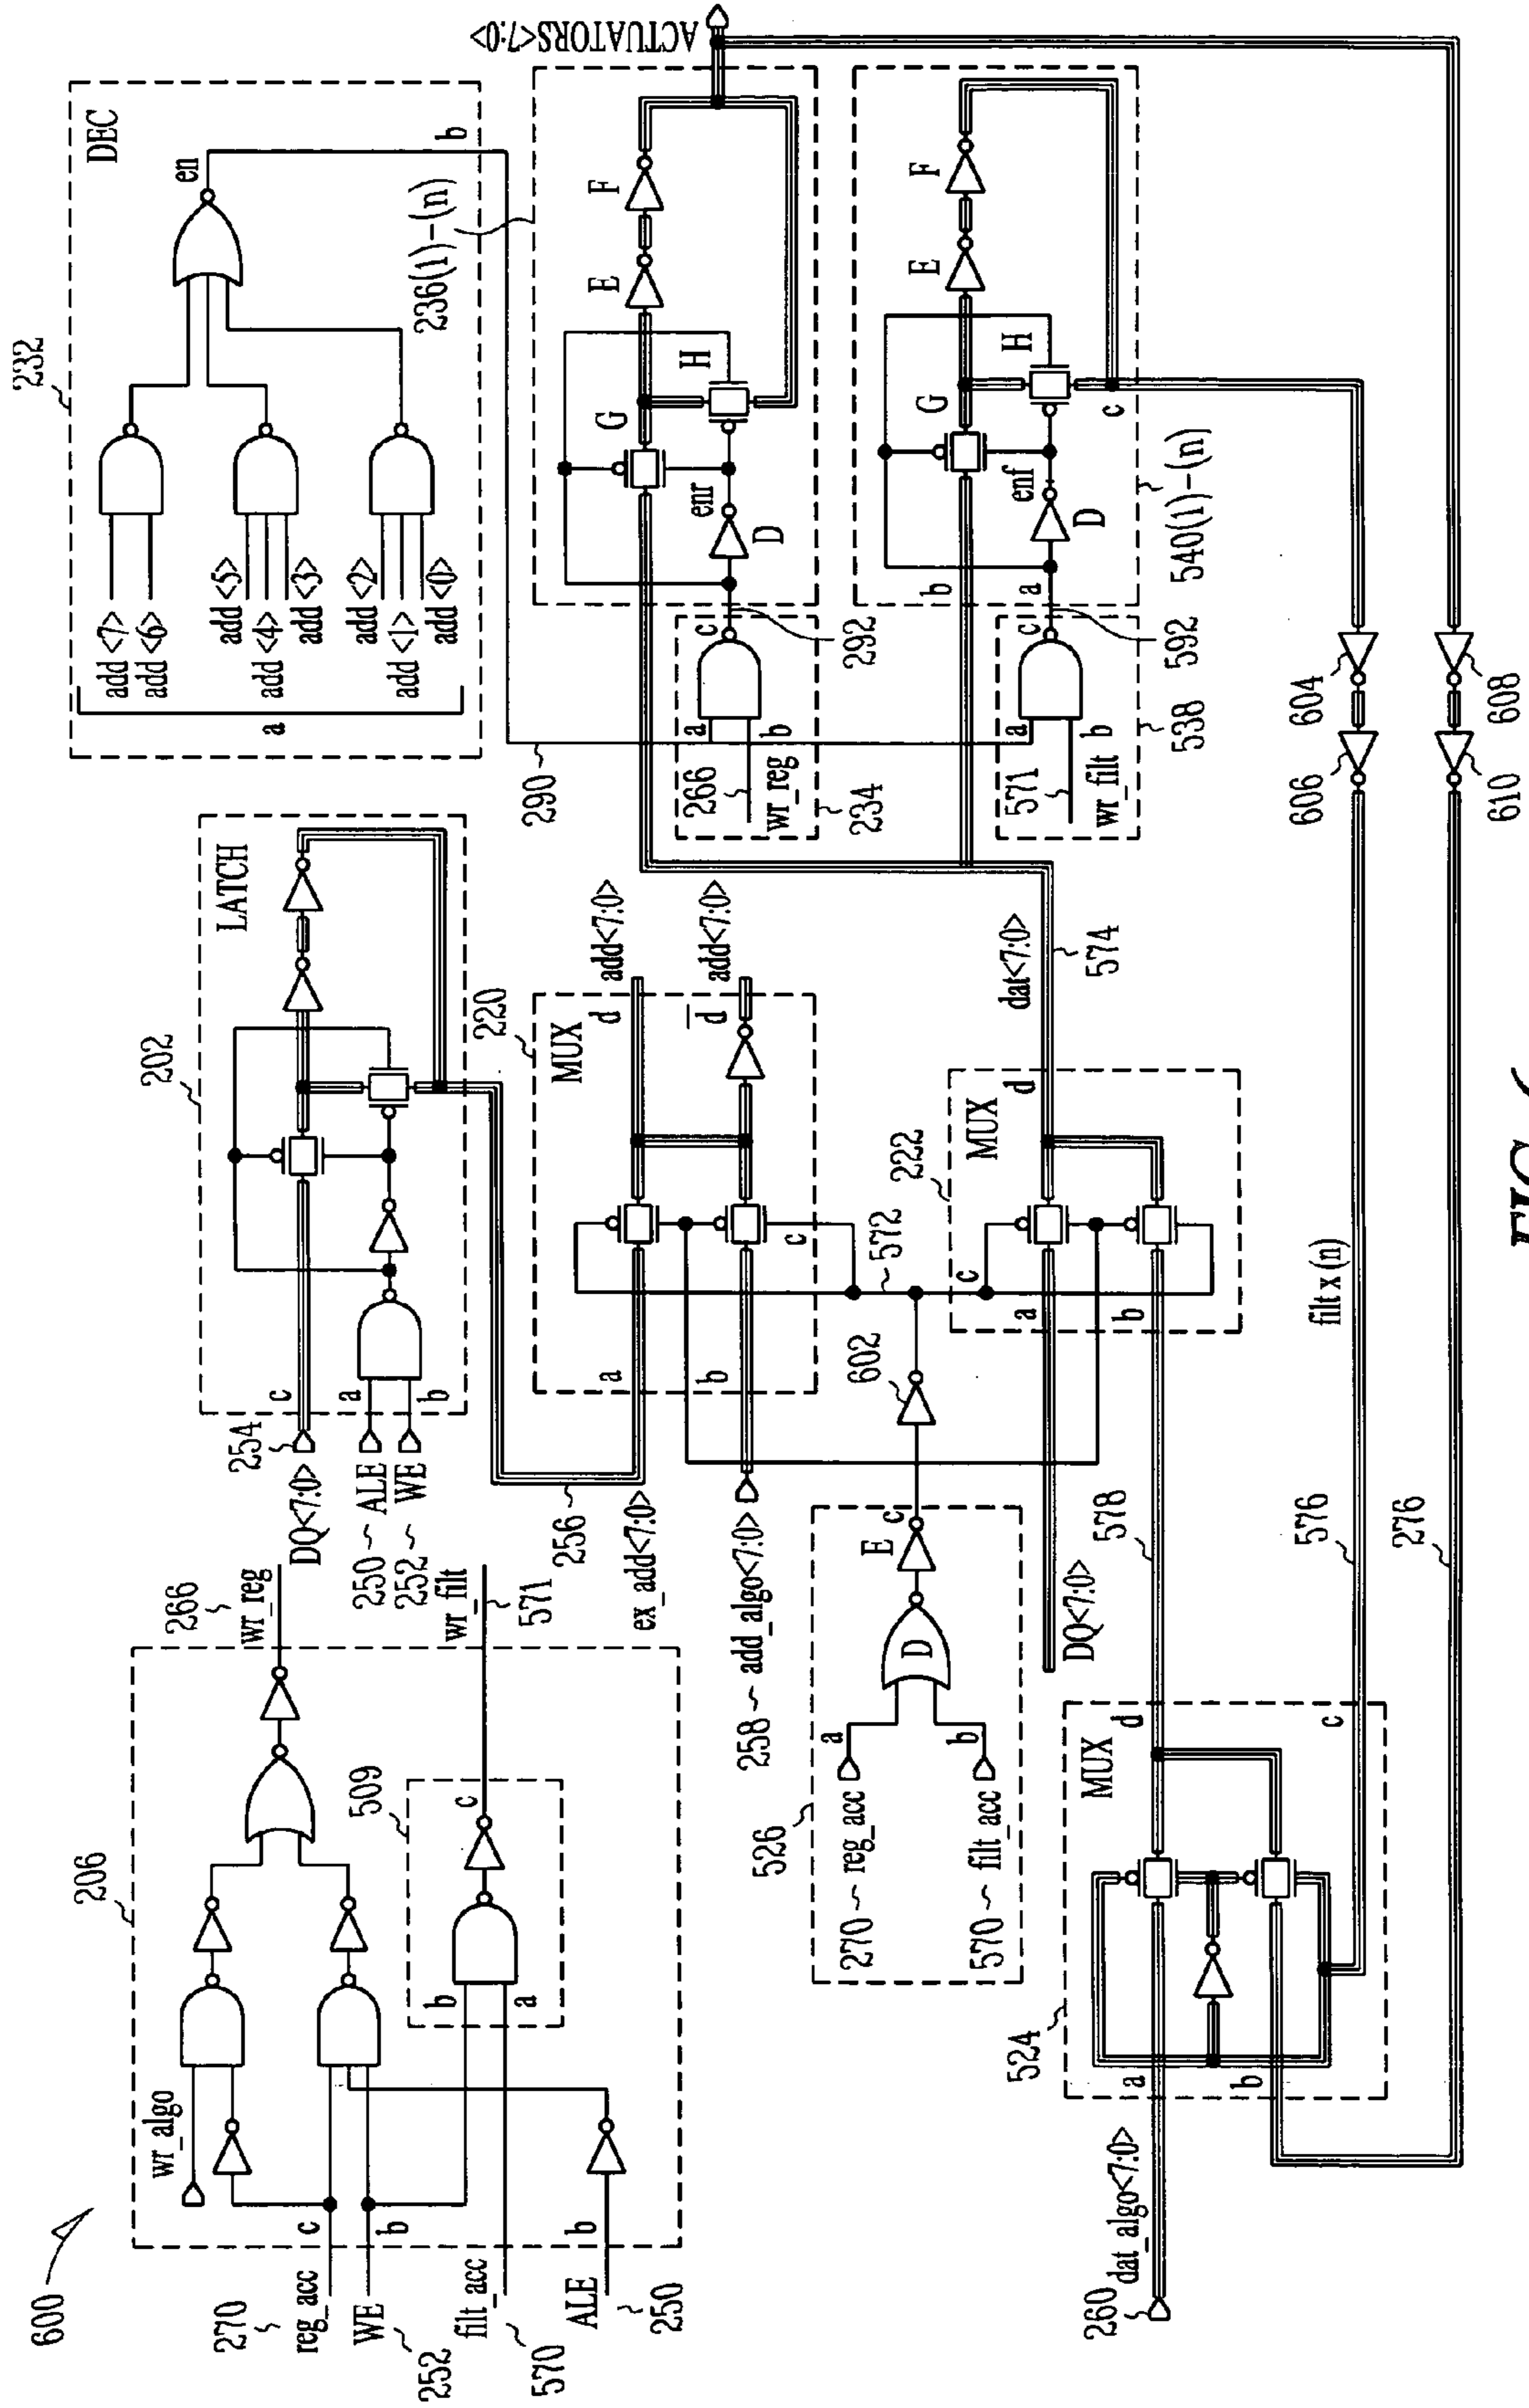 600
270
reg_acc
WE
252
filt_acc
570
ALE
250
206
c
b
b
wr_algo
509
b
a
c
266
wr_reg
wr_filt
571
202
LATCH
254
DQ<7:0>
250 ~ ALE
252 ~ WE
c
a
b
256
ex_add<7:0>
258 ~ add_algo<7:0>
220
MUX
a
b
c
d
d
add<7:0>
add<7:0>
232
DEC
add <7>
add <6>
add <5>
add <4>
add <3>
add <2>
add <1>
add <0>
a
en
b
290
236(1)–(n)
266
wr_reg
a
b
c
234
292
enr
D
G
H
E
F
ACTUATORS<7:0>
571
wr_filt
a
b
c
538
592
a
b
enf
D
G
H
E
F
c
540(1)–(n)
526
270 ~ reg_acc
570 ~ filt_acc
a
b
D
E
c
602
572
222
MUX
DQ<7:0>
a
b
c
d
dat<7:0>
574
578
524
MUX
260
dat_algo<7:0>
a
b
c
d
filt x (n)
576
276
604
606
608
610